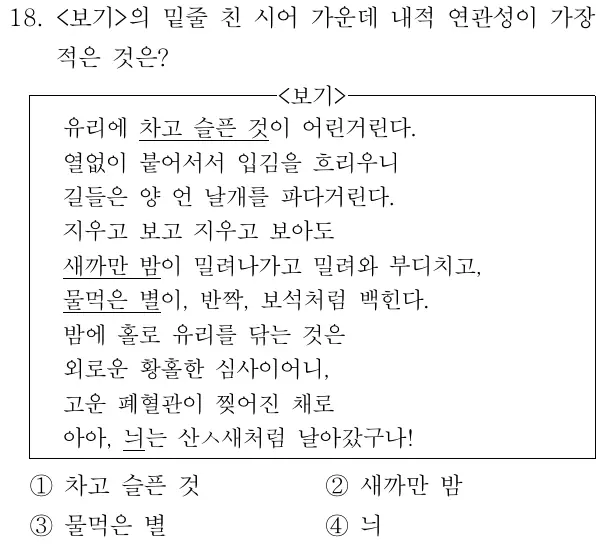 18. <보기>의 밑줄 친 시어 가운데 내적 연관성이 가장
적은 것은?
<보기>
유리에 차고 슬픈 것이 어린거린다.
열없이 붙어서서 입김을 흐리우니
길들은 양 언 날개를 파다거린다.
지우고 보고 지우고 보아도
새까만 밤이 밀려나가고 밀려와 부디치고,
물먹은 별이, 반짝, 보석처럼 백힌다.
밤에 홀로 유리를 닦는 것은
외로운 황홀한 심사이어니,
고운 폐혈관이 찢어진 채로
아아, 늬는 산ㅅ새처럼 날아갔구나!
① 차고 슬픈 것 ② 새까만 밤
③ 물먹은 별 ④ 늬